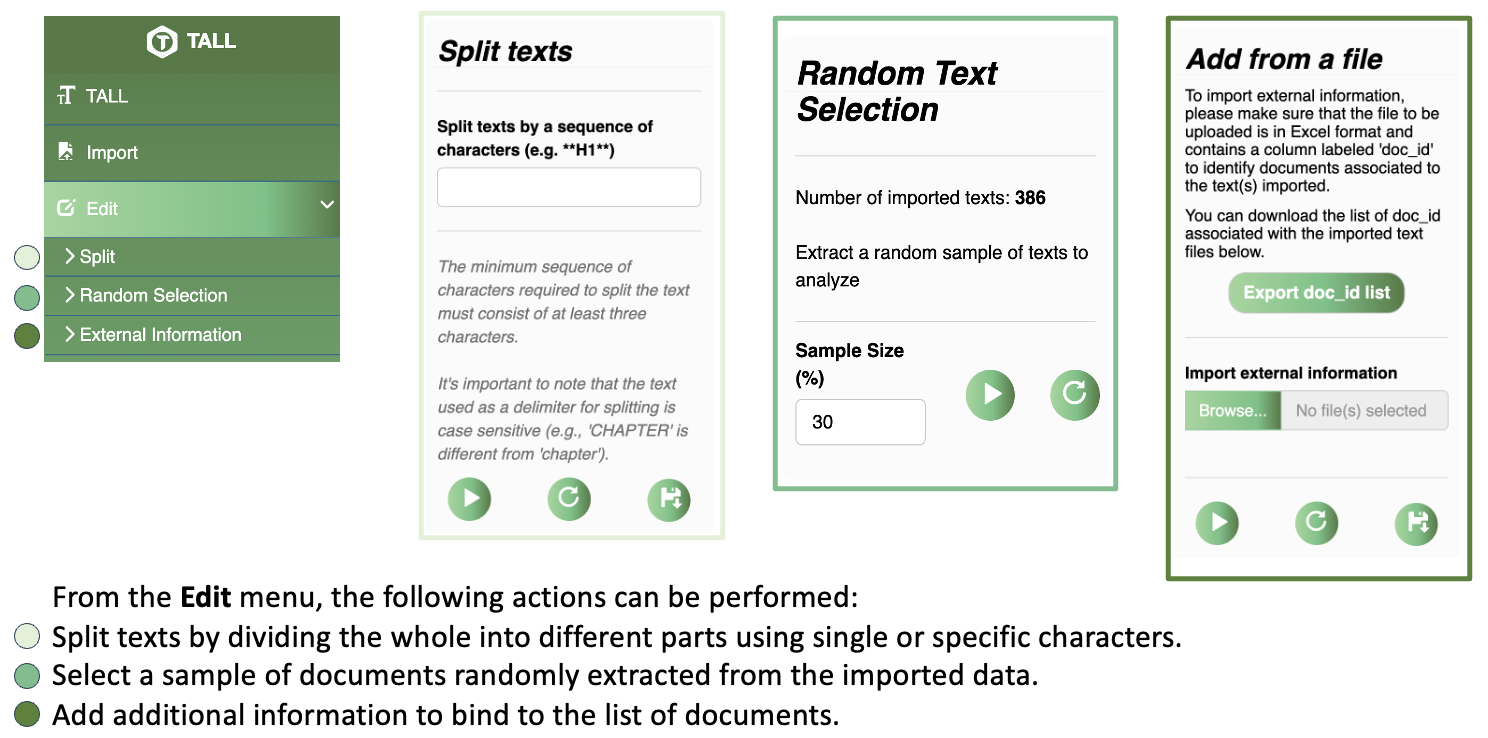 TALL
TALL
Import
Edit
Split
Random Selection
External Information
Split texts
Split texts by a sequence of
characters (e.g. **H1**)
The minimum sequence of
characters required to split the text
must consist of at least three
characters.
It's important to note that the text
used as a delimiter for splitting is
case sensitive (e.g., 'CHAPTER' is
different from 'chapter').
Random Text
Selection
Number of imported texts: 386
Extract a random sample of texts to
analyze
Sample Size
(%)
30
Add from a file
To import external information,
please make sure that the file to be
uploaded is in Excel format and
contains a column labeled 'doc_id'
to identify documents associated to
the text(s) imported.
You can download the list of doc_id
associated with the imported text
files below.
Export doc_id list
Import external information
Browse... No file(s) selected
From the Edit menu, the following actions can be performed:
Split texts by dividing the whole into different parts using single or specific characters.
Select a sample of documents randomly extracted from the imported data.
Add additional information to bind to the list of documents.